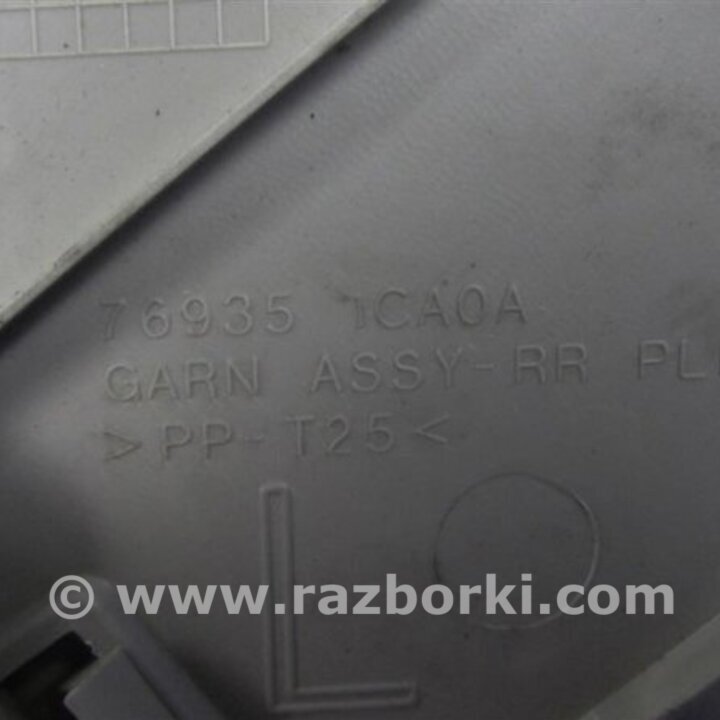 76935 1CA0A
GARN ASSY-RR
>PP-T25<
L
© www.razborki.com